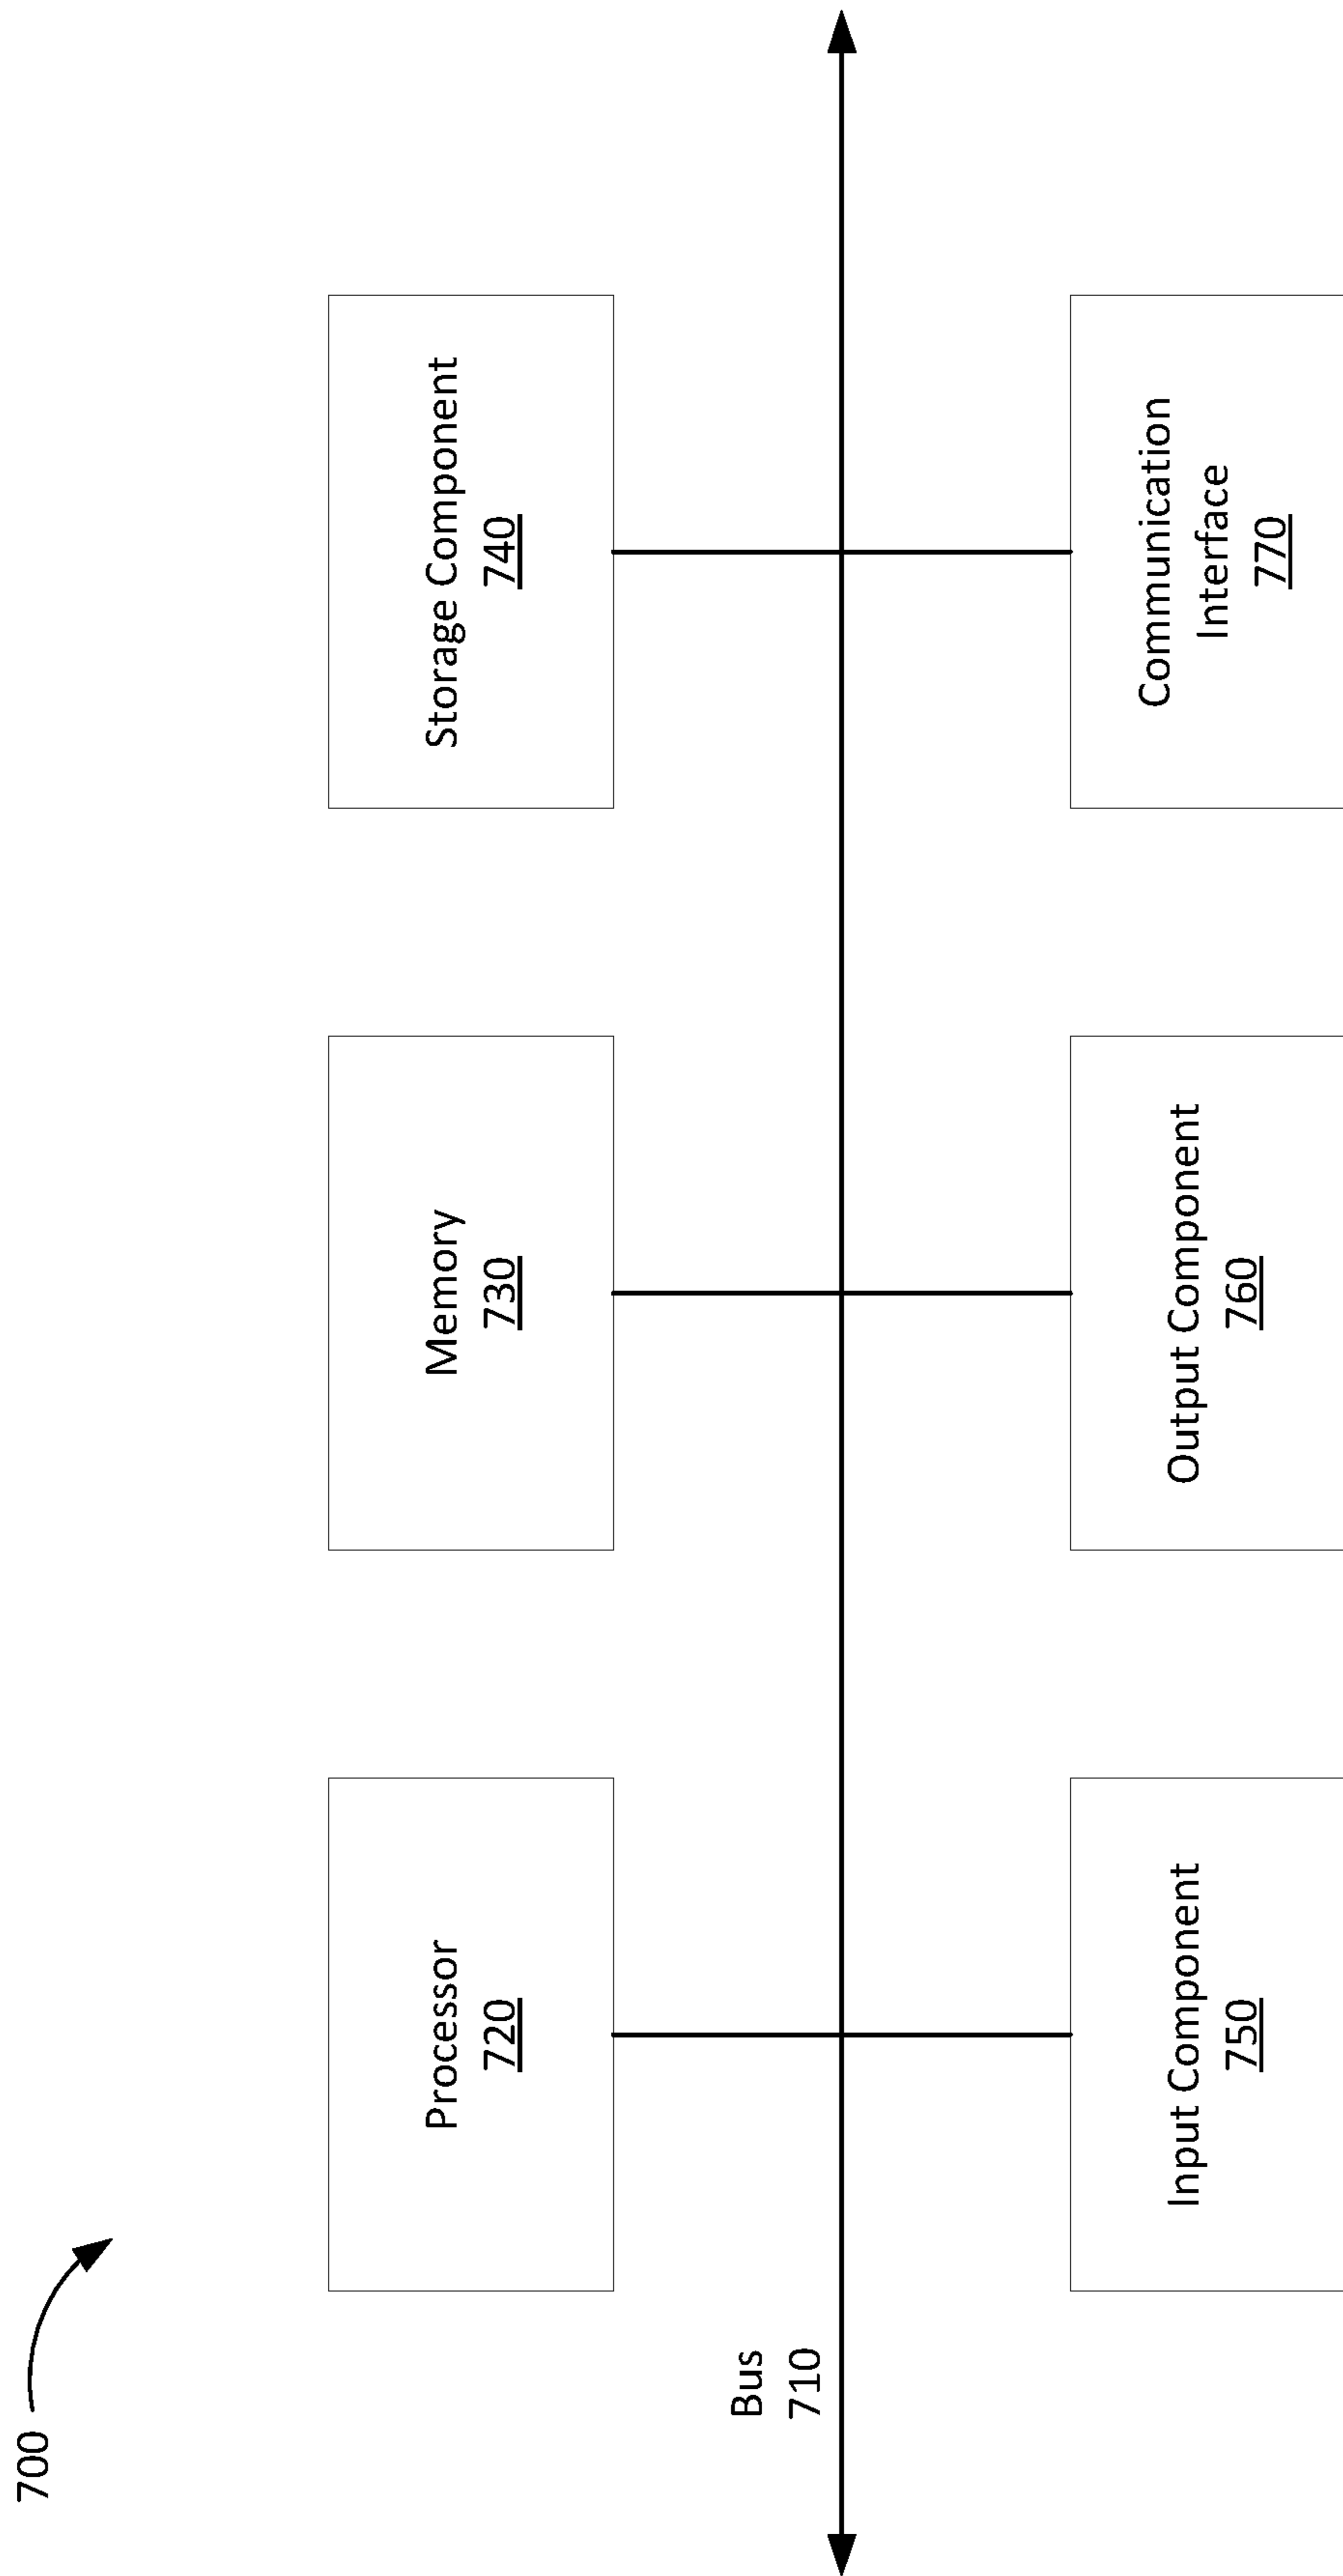 700
Processor
720
Memory
730
Storage Component
740
Bus
710
Input Component
750
Output Component
760
Communication
Interface
770